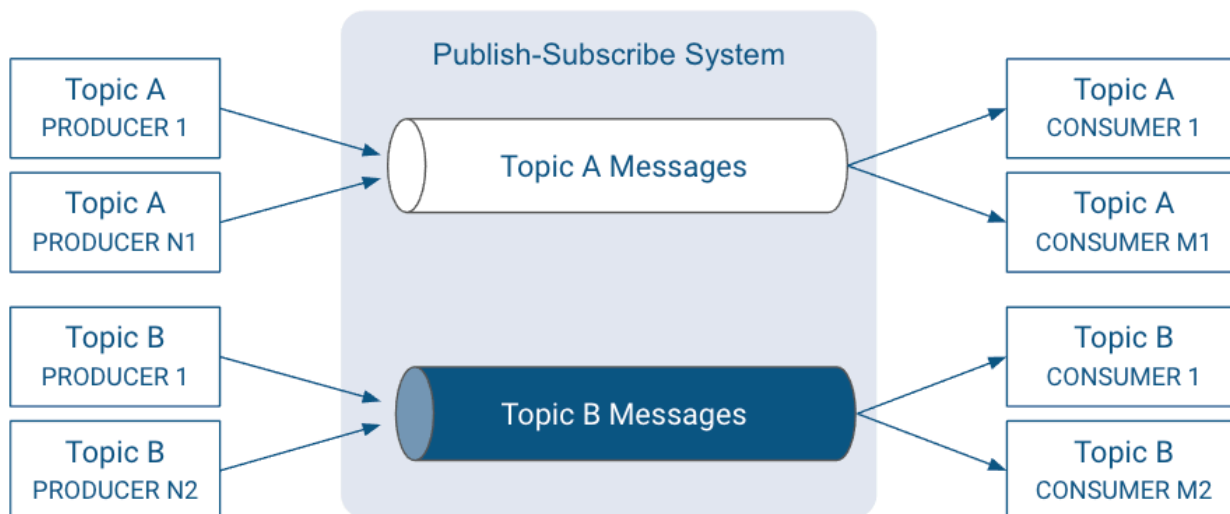 Publish-Subscribe System
Topic A
PRODUCER 1
Topic A
PRODUCER N1
Topic A Messages
Topic A
CONSUMER 1
Topic A
CONSUMER M1
Topic B
PRODUCER 1
Topic B
PRODUCER N2
Topic B Messages
Topic B
CONSUMER 1
Topic B
CONSUMER M2